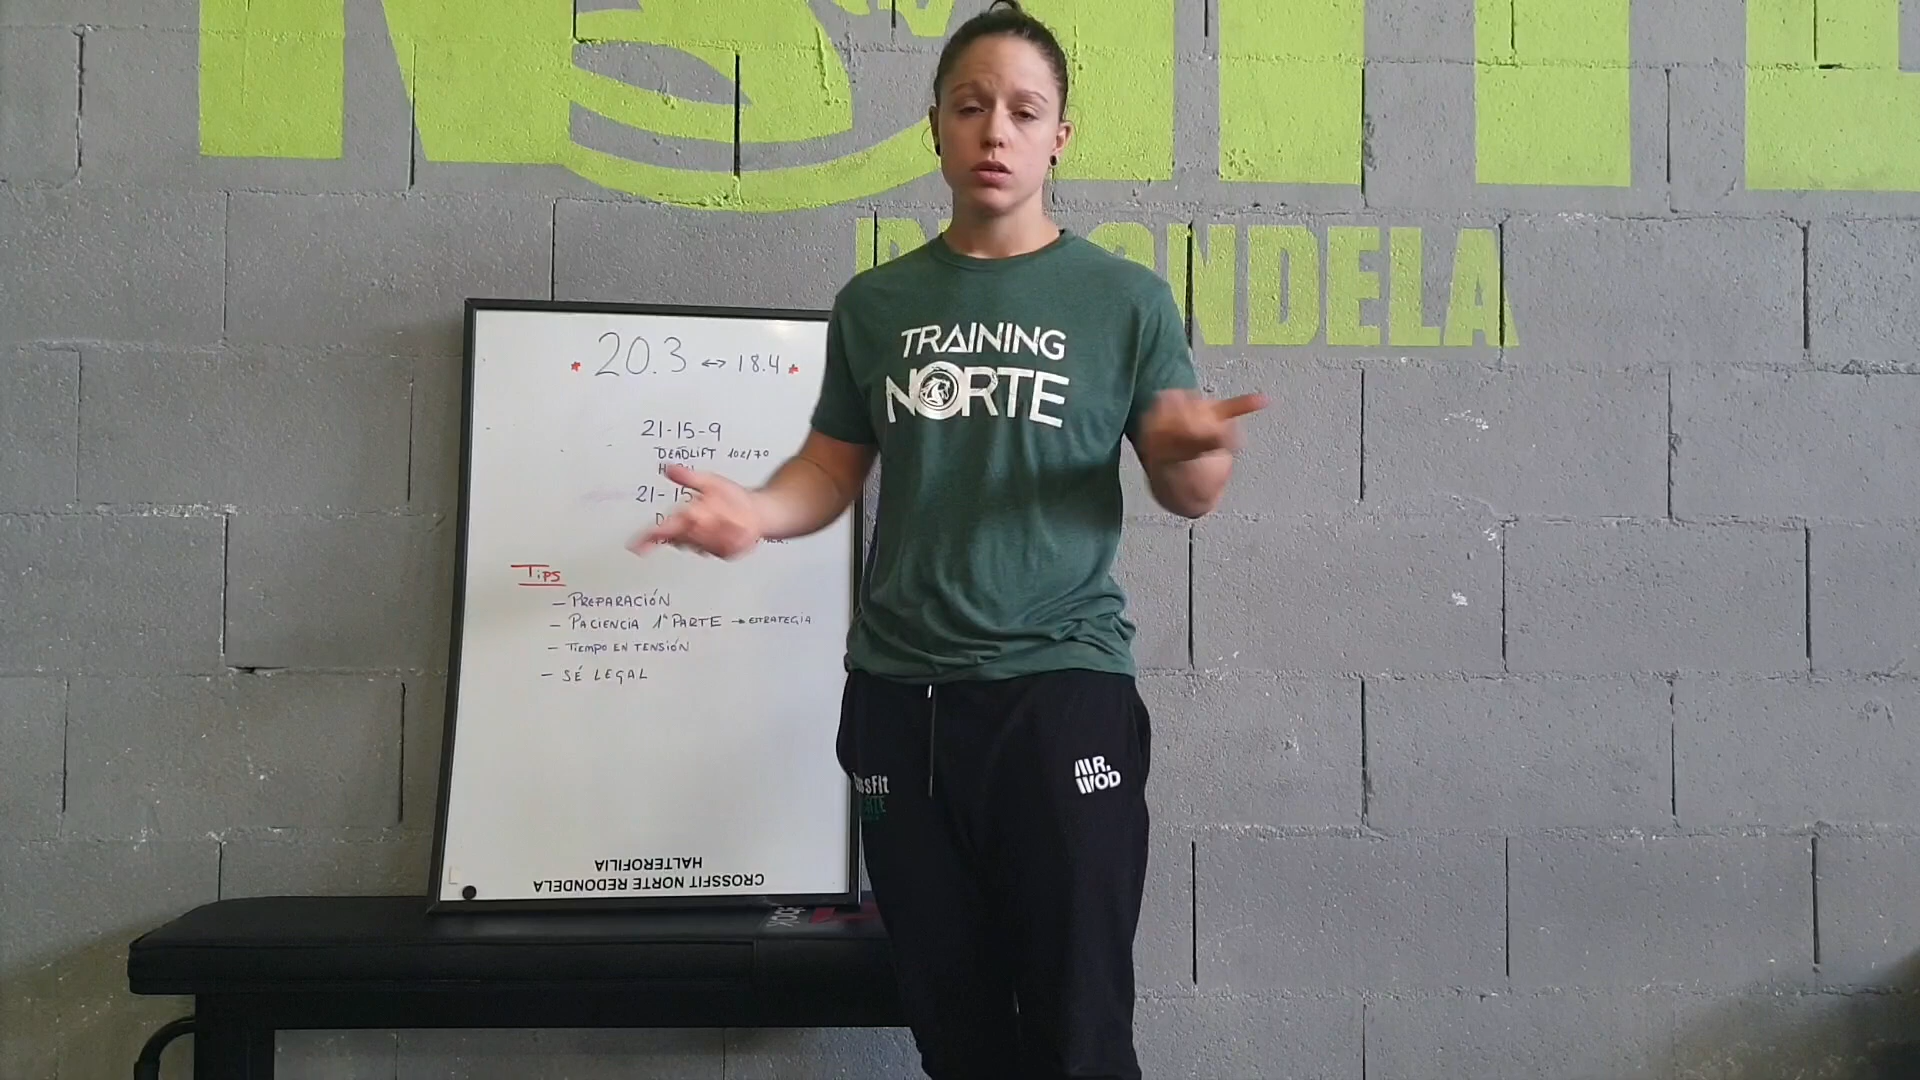 NDELA
20.3 ↔ 18.4
21-15-9
DEADLIFT 102/70
21-15
Tips
- PREPARACIÓN
- PACIENCIA 1ª PARTE → ESTRATEGIA
- TIEMPO EN TENSIÓN
- SÉ LEGAL
CROSSFIT NORTE REDONDELA
HALTEROFILIA
TRAINING
NORTE
MR.
WOD